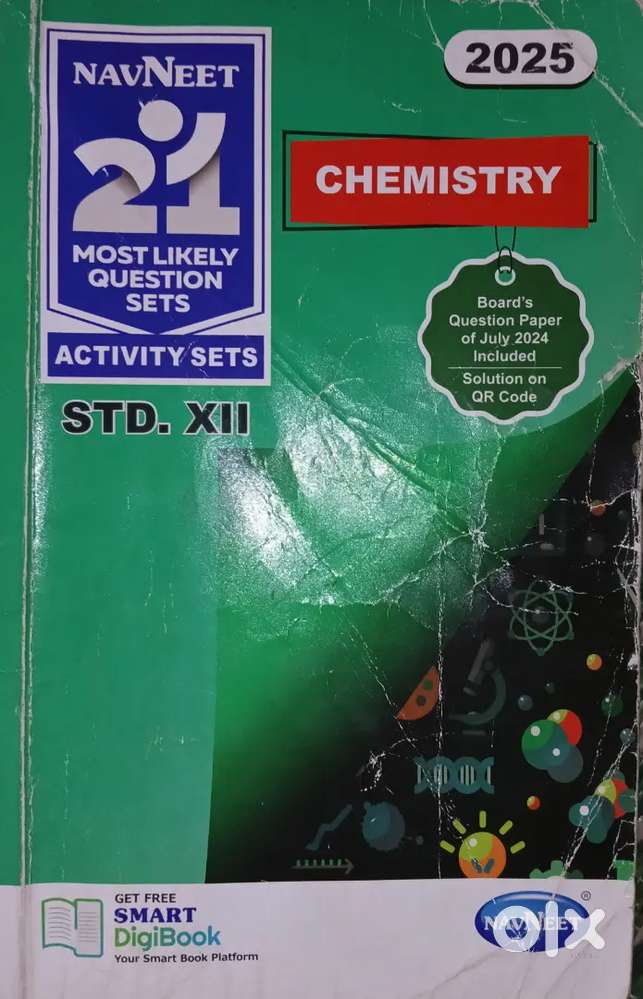 NAVNEET
21
MOST LIKELY
QUESTION
SETS
ACTIVITY SETS
STD. XII
2025
CHEMISTRY
Board's
Question Paper
of July 2024
Included
Solution on
QR Code
GET FREE
SMART
DigiBook
Your Smart Book Platform
NAVNEET
®
olx